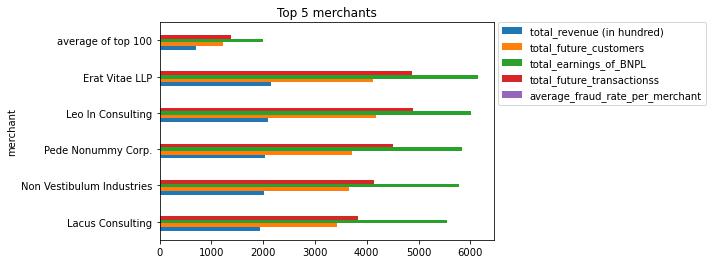 Top 5 merchants
total_revenue (in hundred)
total_future_customers
total_earnings_of_BNPL
total_future_transactionss
average_fraud_rate_per_merchant
merchant
average of top 100
Erat Vitae LLP
Leo In Consulting
Pede Nonummy Corp.
Non Vestibulum Industries
Lacus Consulting
0 1000 2000 3000 4000 5000 6000